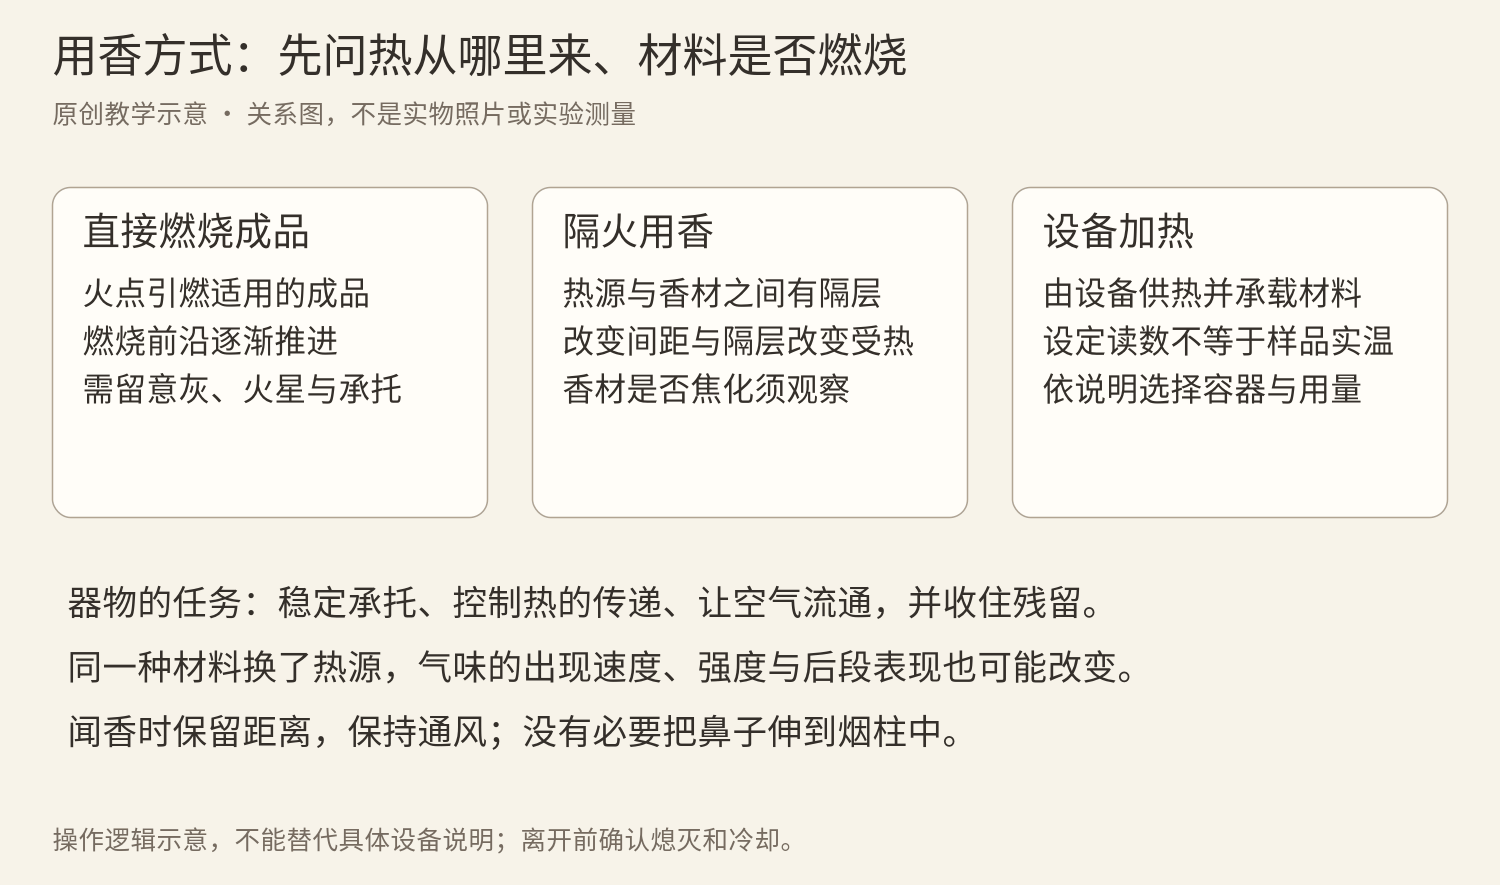 用香方式：先问热从哪里来、材料是否燃烧
原创教学示意 · 关系图，不是实物照片或实验测量
直接燃烧成品
火点引燃适用的成品
燃烧前沿逐渐推进
需留意灰、火星与承托
隔火用香
热源与香材之间有隔层
改变间距与隔层改变受热
香材是否焦化须观察
设备加热
由设备供热并承载材料
设定读数不等于样品实温
依说明选择容器与用量
器物的任务：稳定承托、控制热的传递、让空气流通，并收住残留。
同一种材料换了热源，气味的出现速度、强度与后段表现也可能改变。
闻香时保留距离，保持通风；没有必要把鼻子伸到烟柱中。
操作逻辑示意，不能替代具体设备说明；离开前确认熄灭和冷却。